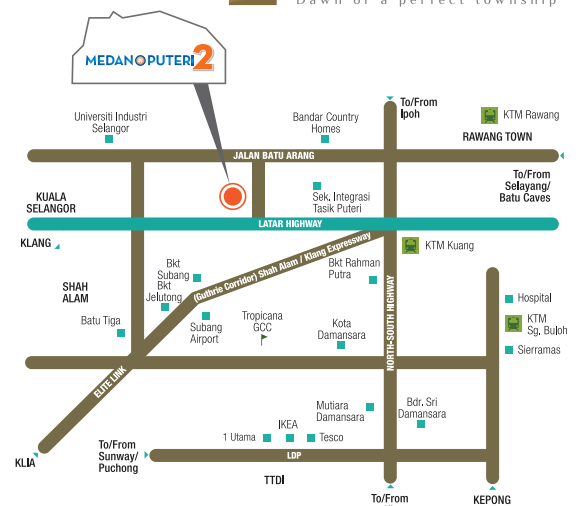 Dawn of a perfect township
MEDAN PUTERI 2
To/From
Ipoh
KTM Rawang
Universiti Industri
Selangor
Bandar Country
Homes
RAWANG TOWN
JALAN BATU ARANG
To/From
Selayang/
Batu Caves
KUALA
SELANGOR
Sek. Integrasi
Tasik Puteri
LATAR HIGHWAY
KLANG
KTM Kuang
(Guthrie Corridor) Shah Alam / Klang Expressway
Bkt
Subang
Bkt
Jelutong
Bkt Rahman
Putra
SHAH
ALAM
Hospital
Batu Tiga
Subang
Airport
Tropicana
GCC
Kota
Damansara
NORTH-SOUTH HIGHWAY
KTM
Sg. Buloh
Sierramas
ELITE LINK
Mutiara
Damansara
Bdr. Sri
Damansara
IKEA
1 Utama
Tesco
To/From
Sunway/
Puchong
LDP
KLIA
TTDI
To/From
KEPONG